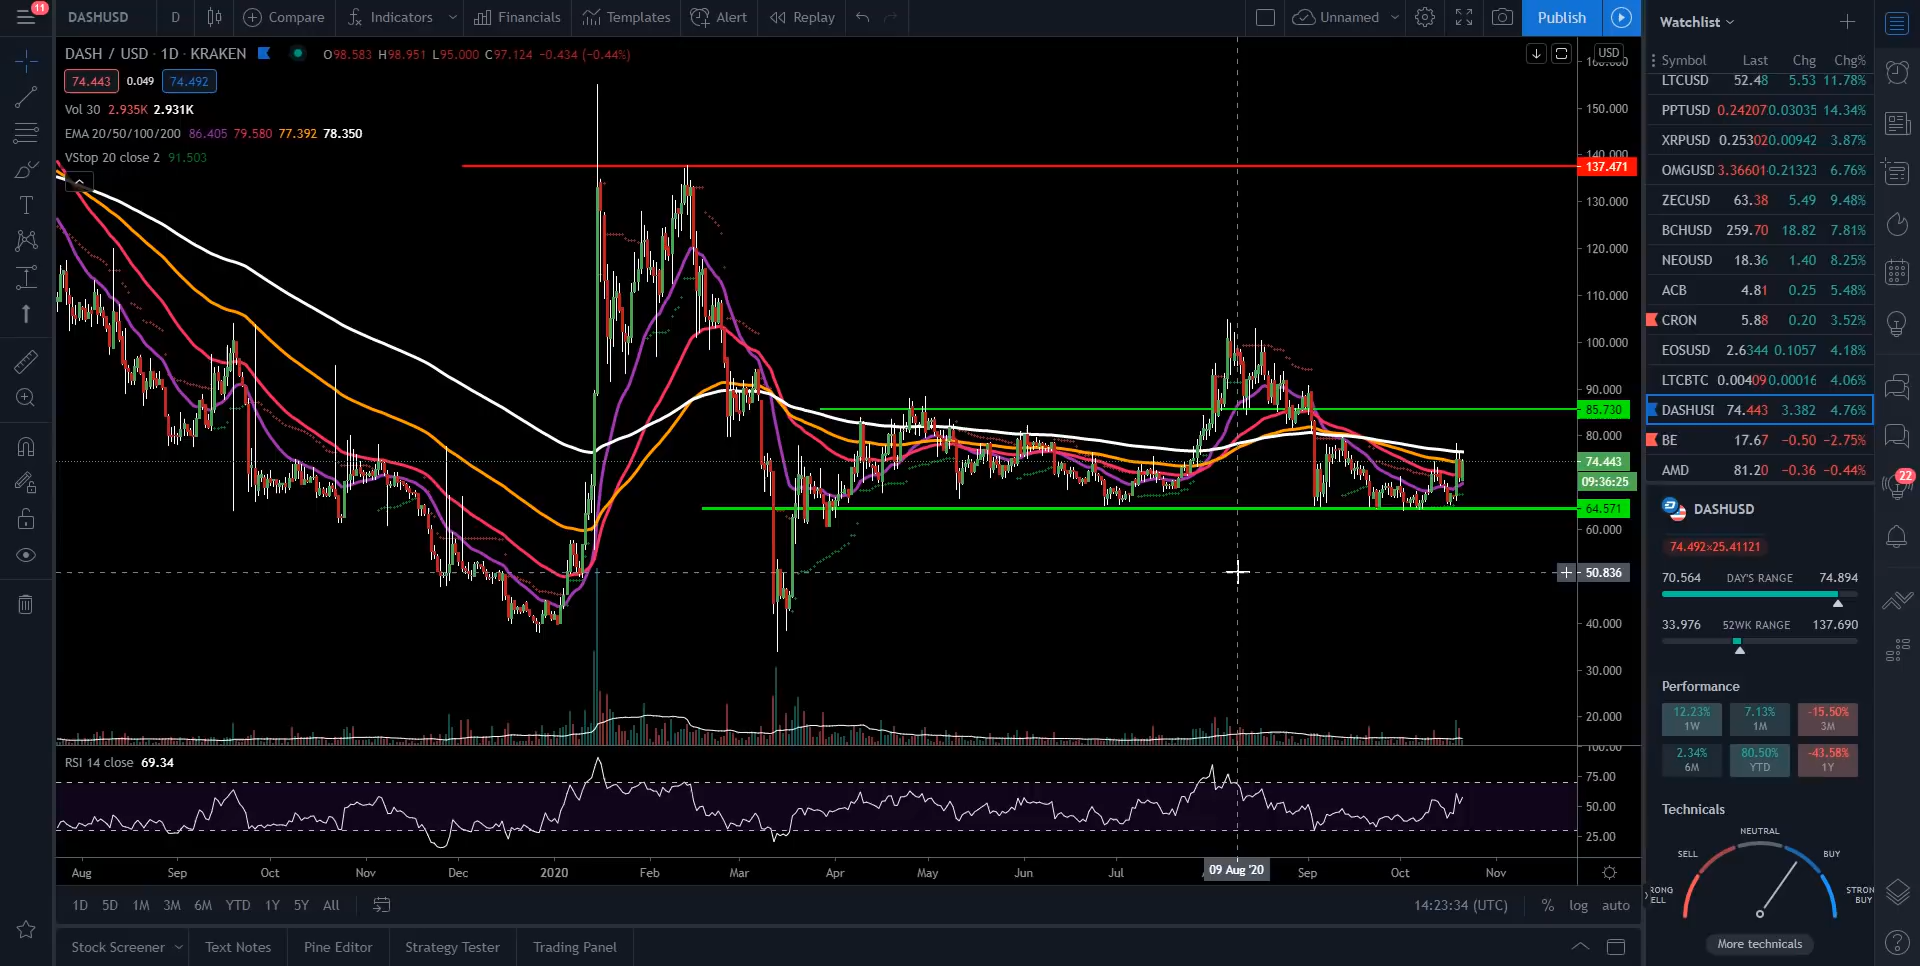 11
DASHUSD D Compare Indicators Financials Templates Alert Replay Unnamed Publish
DASH / USD · 1D · KRAKEN O98.583 H98.951 L95.000 C97.124 −0.434 (−0.44%)
74.443 0.049 74.492
Vol 30 2.935K 2.931K
EMA 20/50/100/200 86.405 79.580 77.392 78.350
VStop 20 close 2 91.503
USD
150.000
137.471
130.000
120.000
110.000
100.000
90.000
85.730
80.000
74.443
09:36:25
64.571
60.000
50.836
40.000
30.000
20.000
RSI 14 close 69.34
75.00
50.00
25.00
Aug Sep Oct Nov Dec 2020 Feb Mar Apr May Jun Jul 09 Aug '20 Sep Oct Nov
1D 5D 1M 3M 6M YTD 1Y 5Y All 14:23:34 (UTC) % log auto
Stock Screener Text Notes Pine Editor Strategy Tester Trading Panel
Watchlist
Symbol Last Chg Chg%
LTCUSD 52.48 5.53 11.78%
PPTUSD 0.24207 0.03035 14.34%
XRPUSD 0.25302 0.00942 3.87%
OMGUSD 3.36601 0.21323 6.76%
ZECUSD 63.38 5.49 9.48%
BCHUSD 259.70 18.82 7.81%
NEOUSD 18.36 1.40 8.25%
ACB 4.81 0.25 5.48%
CRON 5.88 0.20 3.52%
EOSUSD 2.6344 0.1057 4.18%
LTCBTC 0.00409 0.00016 4.06%
DASHUSI 74.443 3.382 4.76%
BE 17.67 −0.50 −2.75%
AMD 81.20 −0.36 −0.44%
22
DASHUSD
74.492×25.41121
70.564 DAY'S RANGE 74.894
33.976 52WK RANGE 137.690
Performance
12.23% 7.13% -15.50%
1W 1M 3M
2.34% 80.50% -43.58%
6M YTD 1Y
Technicals
NEUTRAL
SELL BUY
STRON
BUY
More technicals